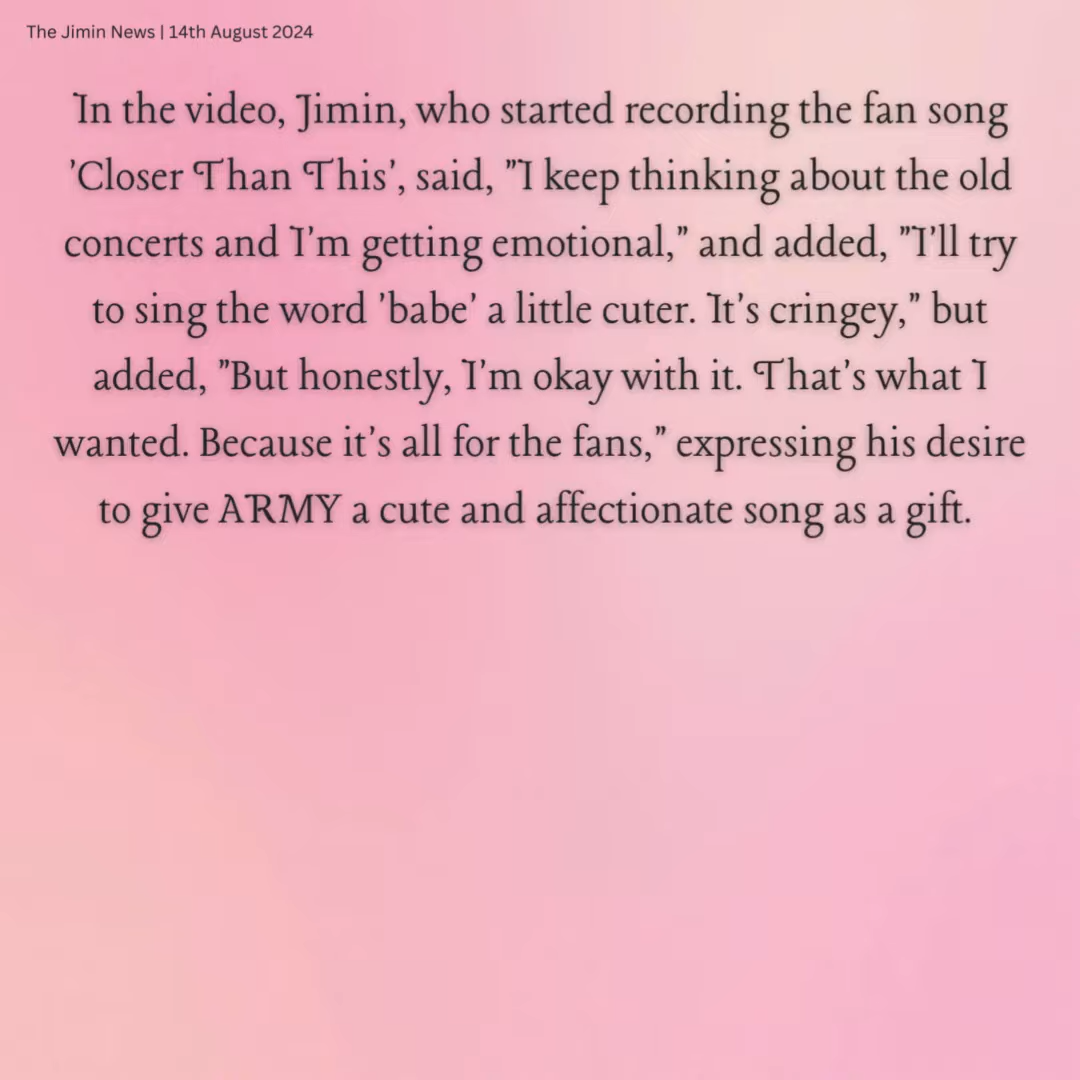 The Jimin News | 14th August 2024
In the video, Jimin, who started recording the fan song
'Closer Than This', said, "I keep thinking about the old
concerts and I'm getting emotional," and added, "I'll try
to sing the word 'babe' a little cuter. It's cringey," but
added, "But honestly, I'm okay with it. That's what I
wanted. Because it's all for the fans," expressing his desire
to give ARMY a cute and affectionate song as a gift.